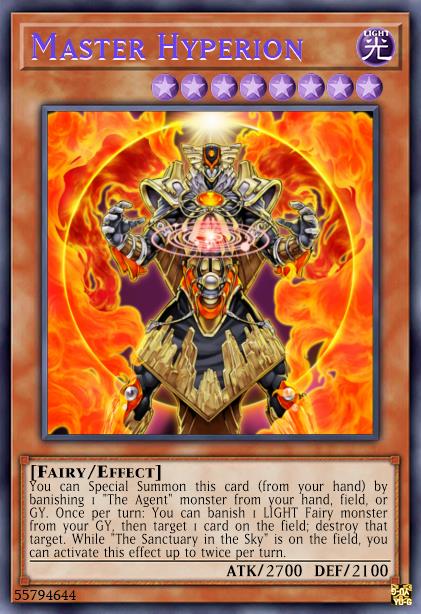 Master Hyperion
LIGHT
光
[Fairy/Effect]
You can Special Summon this card (from your hand) by
banishing 1 "The Agent" monster from your hand, field, or
GY. Once per turn: You can banish 1 LIGHT Fairy monster
from your GY, then target 1 card on the field; destroy that
target. While "The Sanctuary in the Sky" is on the field, you
can activate this effect up to twice per turn.
ATK/2700 DEF/2100
55794644